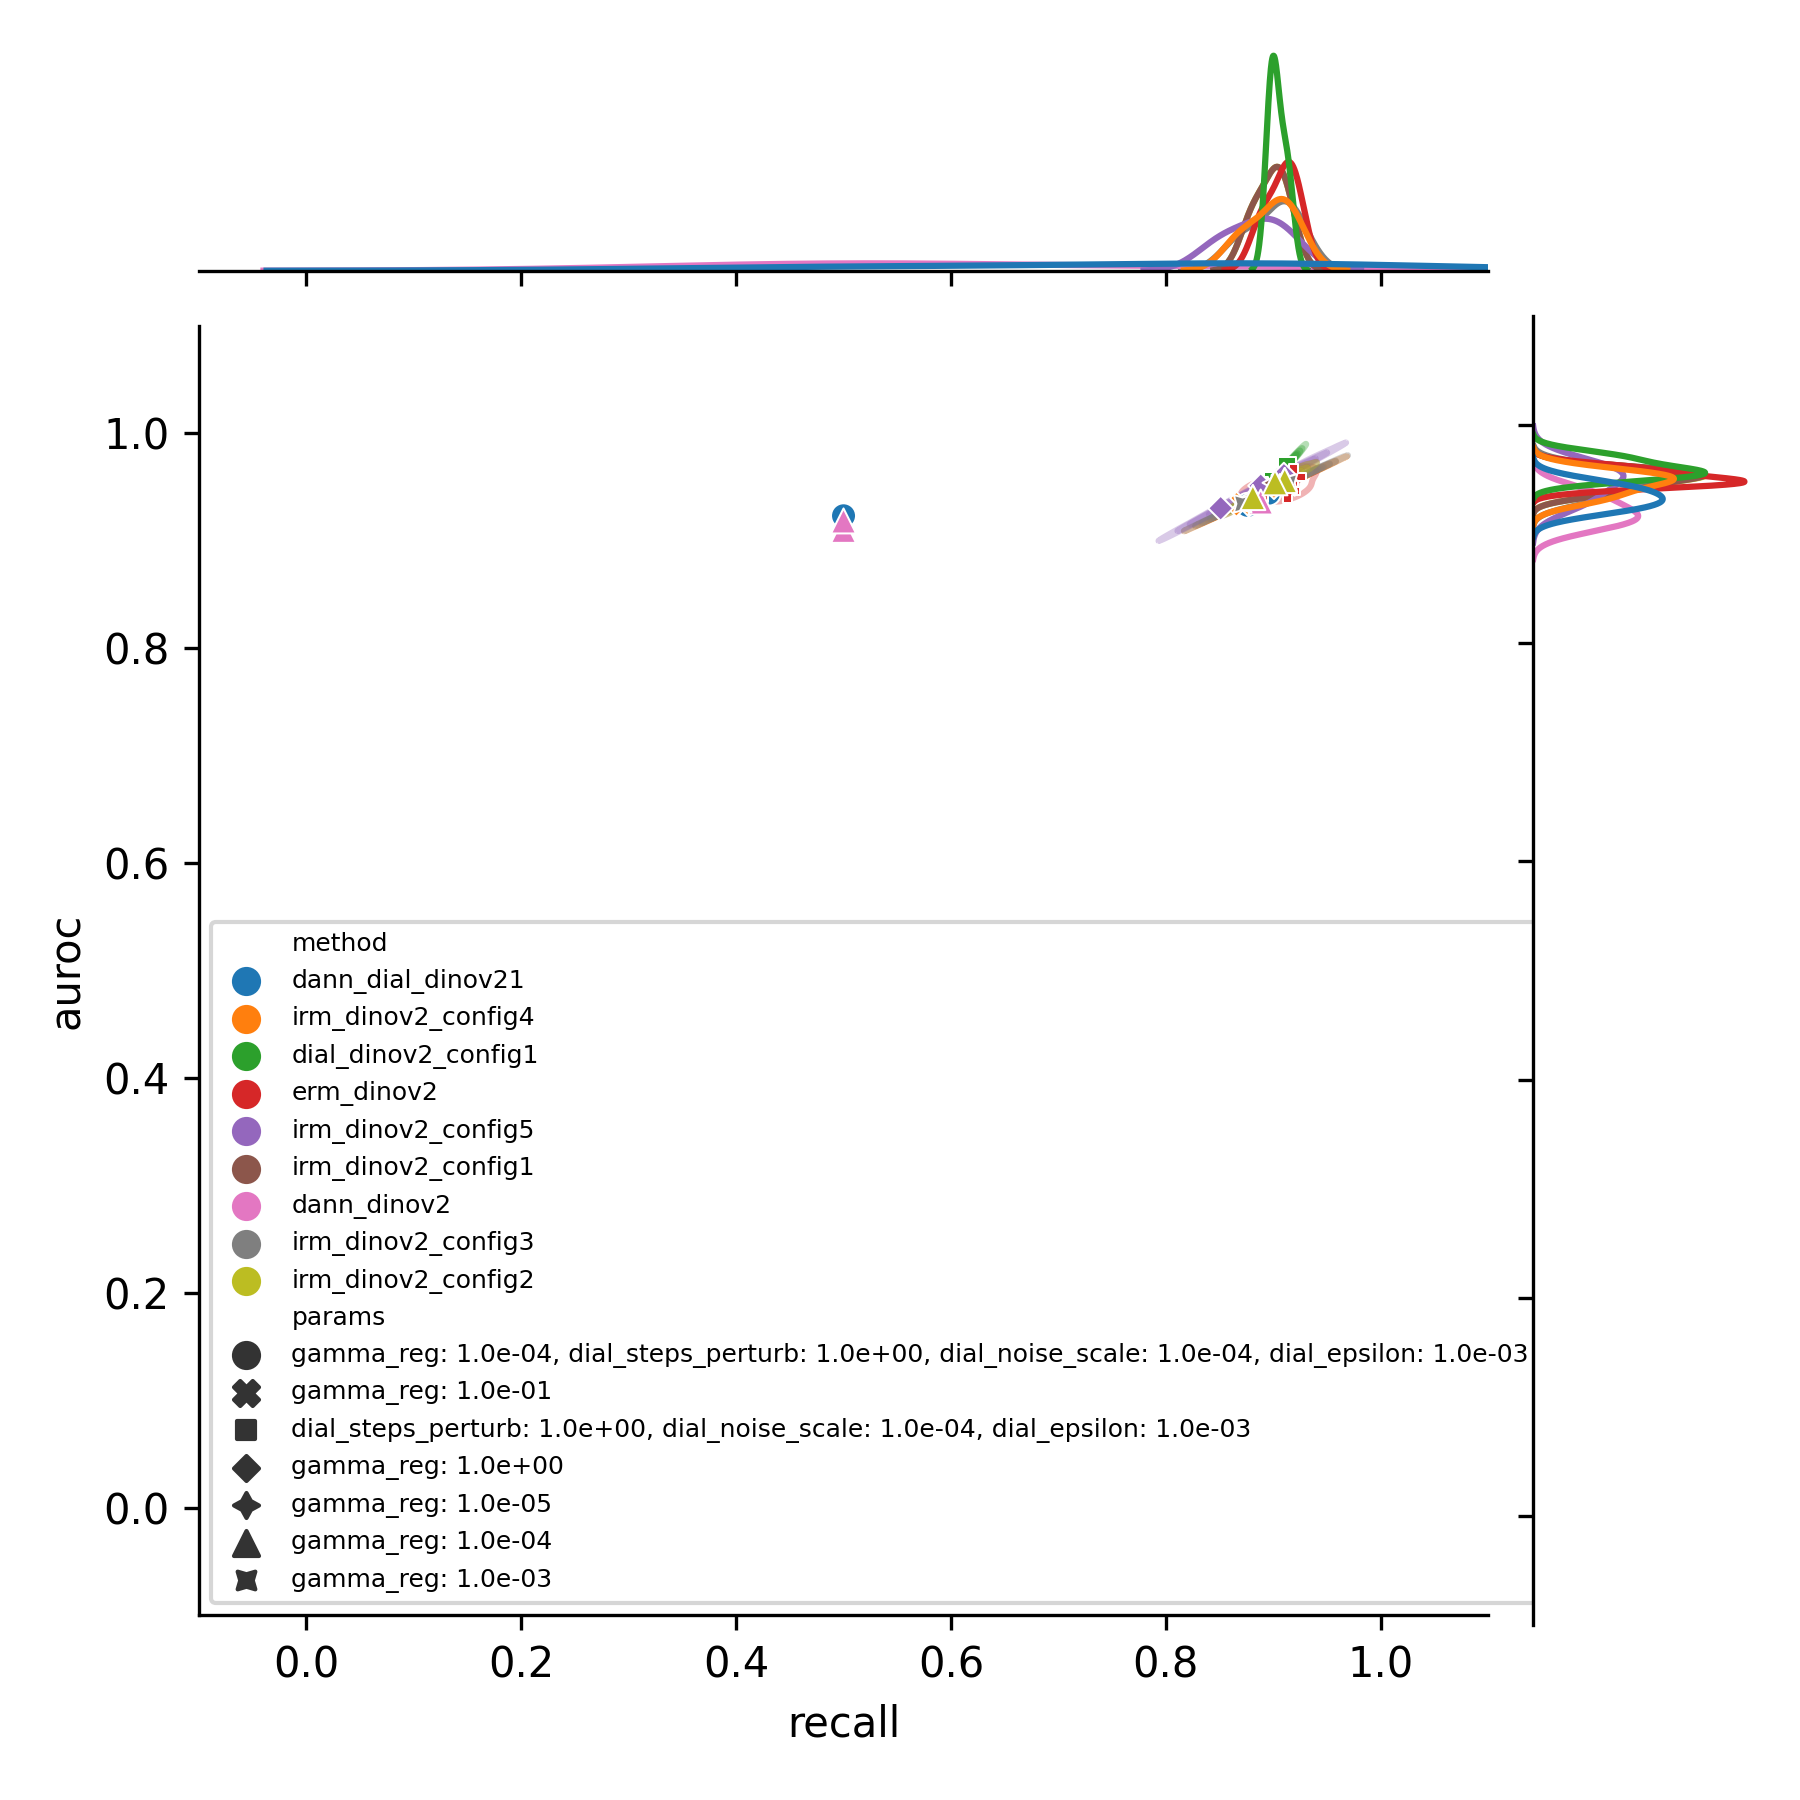 1.0
0.8
0.6
0.4
0.2
0.0
auroc
method
dann_dial_dinov21
irm_dinov2_config4
dial_dinov2_config1
erm_dinov2
irm_dinov2_config5
irm_dinov2_config1
dann_dinov2
irm_dinov2_config3
irm_dinov2_config2
params
gamma_reg: 1.0e-04, dial_steps_perturb: 1.0e+00, dial_noise_scale: 1.0e-04, dial_epsilon: 1.0e-03
gamma_reg: 1.0e-01
dial_steps_perturb: 1.0e+00, dial_noise_scale: 1.0e-04, dial_epsilon: 1.0e-03
gamma_reg: 1.0e+00
gamma_reg: 1.0e-05
gamma_reg: 1.0e-04
gamma_reg: 1.0e-03
0.0 0.2 0.4 0.6 0.8 1.0
recall